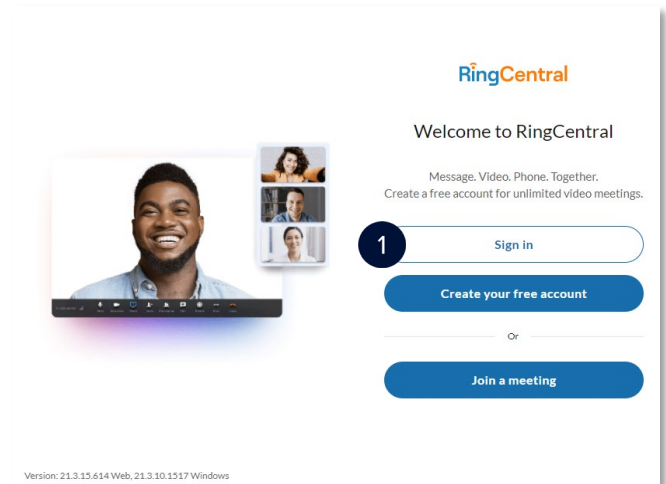 RingCentral
Welcome to RingCentral
Message. Video. Phone. Together.
Create a free account for unlimited video meetings.
1
Sign in
Create your free account
Or
Join a meeting
Version: 21.3.15.614 Web, 21.3.10.1517 Windows